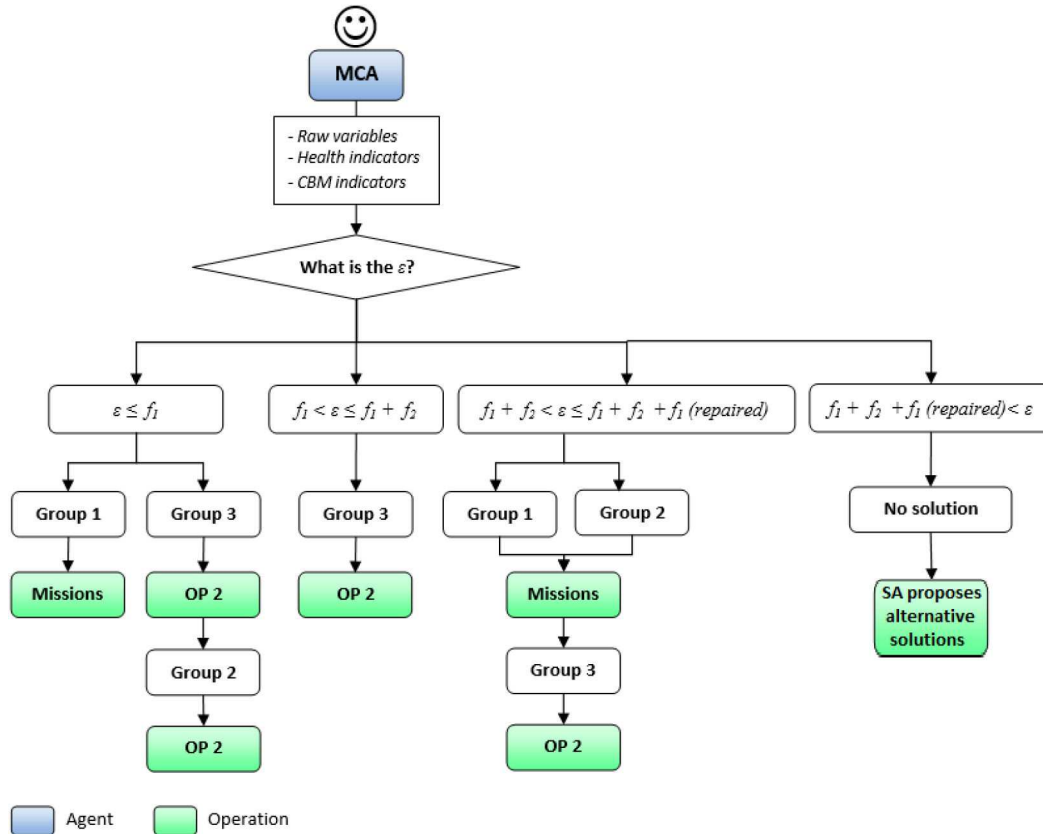 MCA
- Raw variables
- Health indicators
- CBM indicators
What is the ε?
ε ≤ f₁
f₁ < ε ≤ f₁ + f₂
f₁ + f₂ < ε ≤ f₁ + f₂ + f₁ (repaired)
f₁ + f₂ + f₁ (repaired) < ε
Group 1
Group 3
Group 3
Group 1
Group 2
No solution
Missions
OP 2
OP 2
Missions
SA proposes
alternative
solutions
Group 2
Group 3
OP 2
OP 2
Agent
Operation